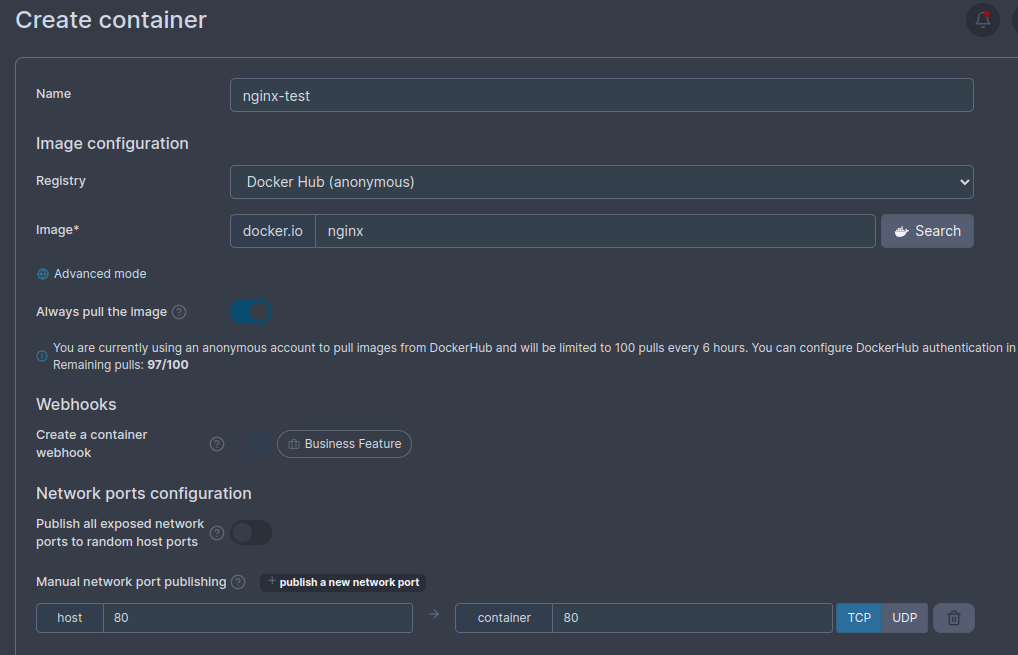 Create container
Name
nginx-test
Image configuration
Registry
Docker Hub (anonymous)
Image*
docker.io
nginx
Search
Advanced mode
Always pull the image
You are currently using an anonymous account to pull images from DockerHub and will be limited to 100 pulls every 6 hours. You can configure DockerHub authentication in
Remaining pulls: 97/100
Webhooks
Create a container
webhook
Business Feature
Network ports configuration
Publish all exposed network
ports to random host ports
Manual network port publishing
+ publish a new network port
host
80
→
container
80
TCP
UDP